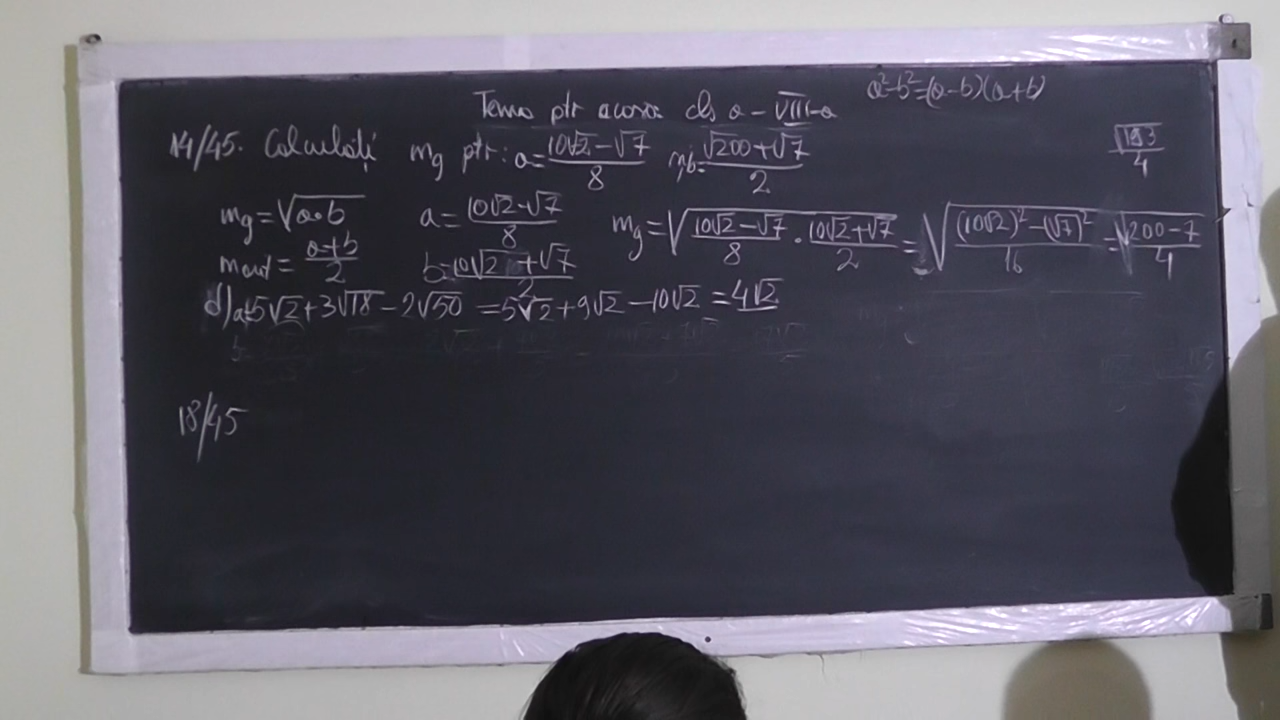 a²-b²=(a-b)(a+b)
Tema ptr acasa cls a-VIII-a
14/45. Calculati mg ptr: a=(10√2-√7)/8 si b=(√200+√7)/2
√193/4
mg=√(a·b) a=(10√2-√7)/8 mg=√((10√2-√7)/8 · (10√2+√7)/2) = √(((10√2)²-(√7)²)/16) = √(200-7)/4
m =(a+b)/2 b=(10√2+√7)/2
d) a=5√2+3√18-2√50 =5√2+9√2-10√2 =4√2
18/45